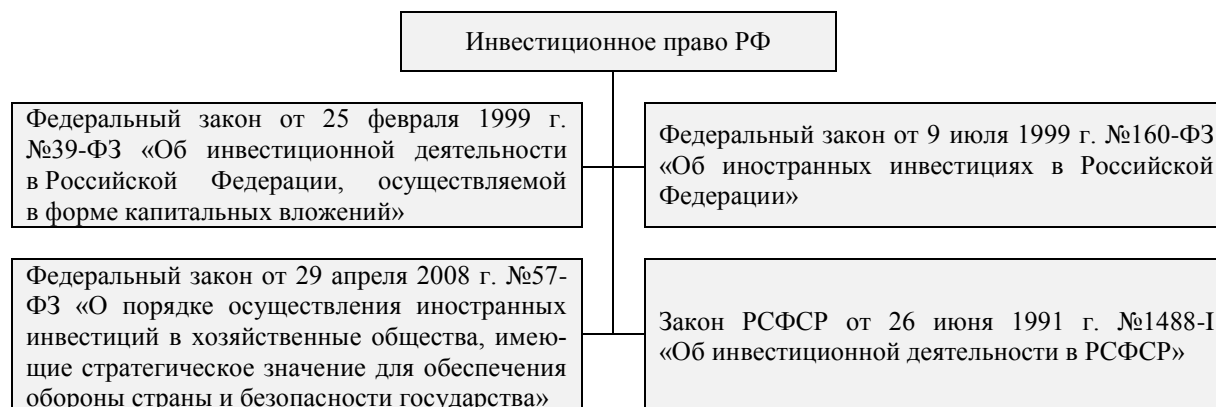 Инвестиционное право РФ
Федеральный закон от 25 февраля 1999 г.
№39-ФЗ «Об инвестиционной деятельности
в Российской Федерации, осуществляемой
в форме капитальных вложений»
Федеральный закон от 9 июля 1999 г. №160-ФЗ
«Об иностранных инвестициях в Российской
Федерации»
Федеральный закон от 29 апреля 2008 г. №57-
ФЗ «О порядке осуществления иностранных
инвестиций в хозяйственные общества, имею-
щие стратегическое значение для обеспечения
обороны страны и безопасности государства»
Закон РСФСР от 26 июня 1991 г. №1488-I
«Об инвестиционной деятельности в РСФСР»